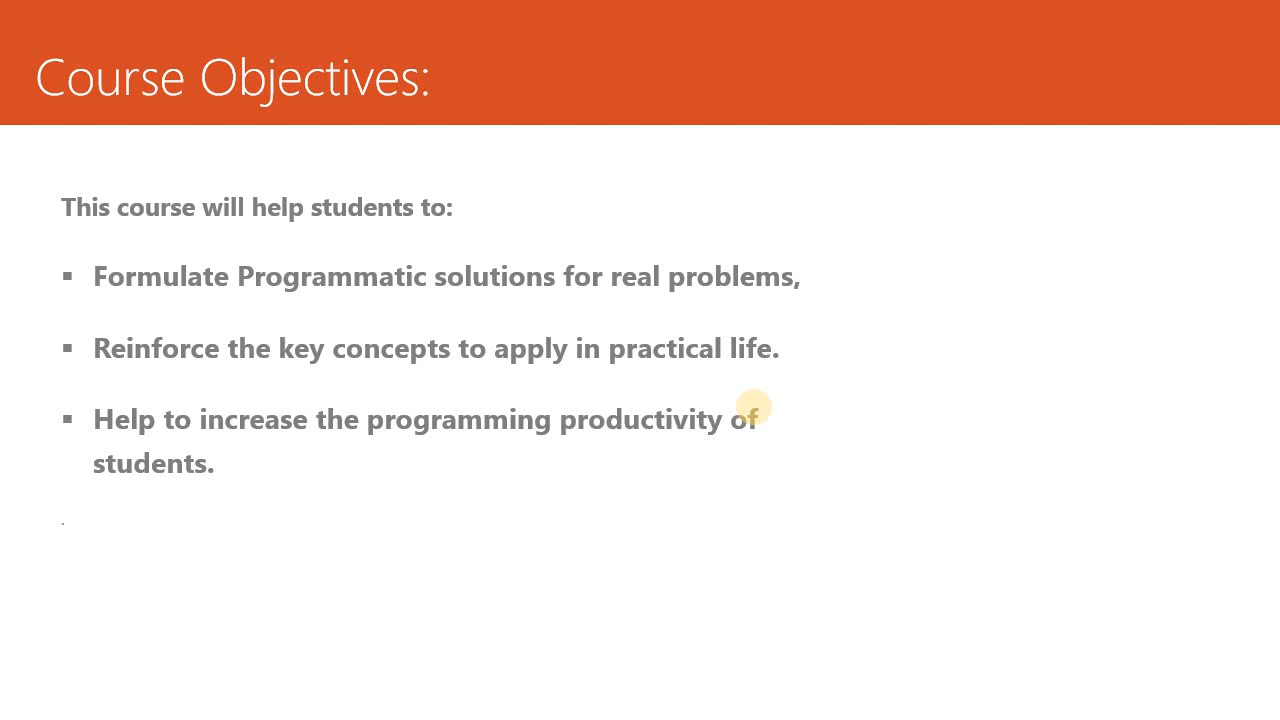 Course Objectives:
This course will help students to:
▪ Formulate Programmatic solutions for real problems,
▪ Reinforce the key concepts to apply in practical life.
▪ Help to increase the programming productivity of
students.
.